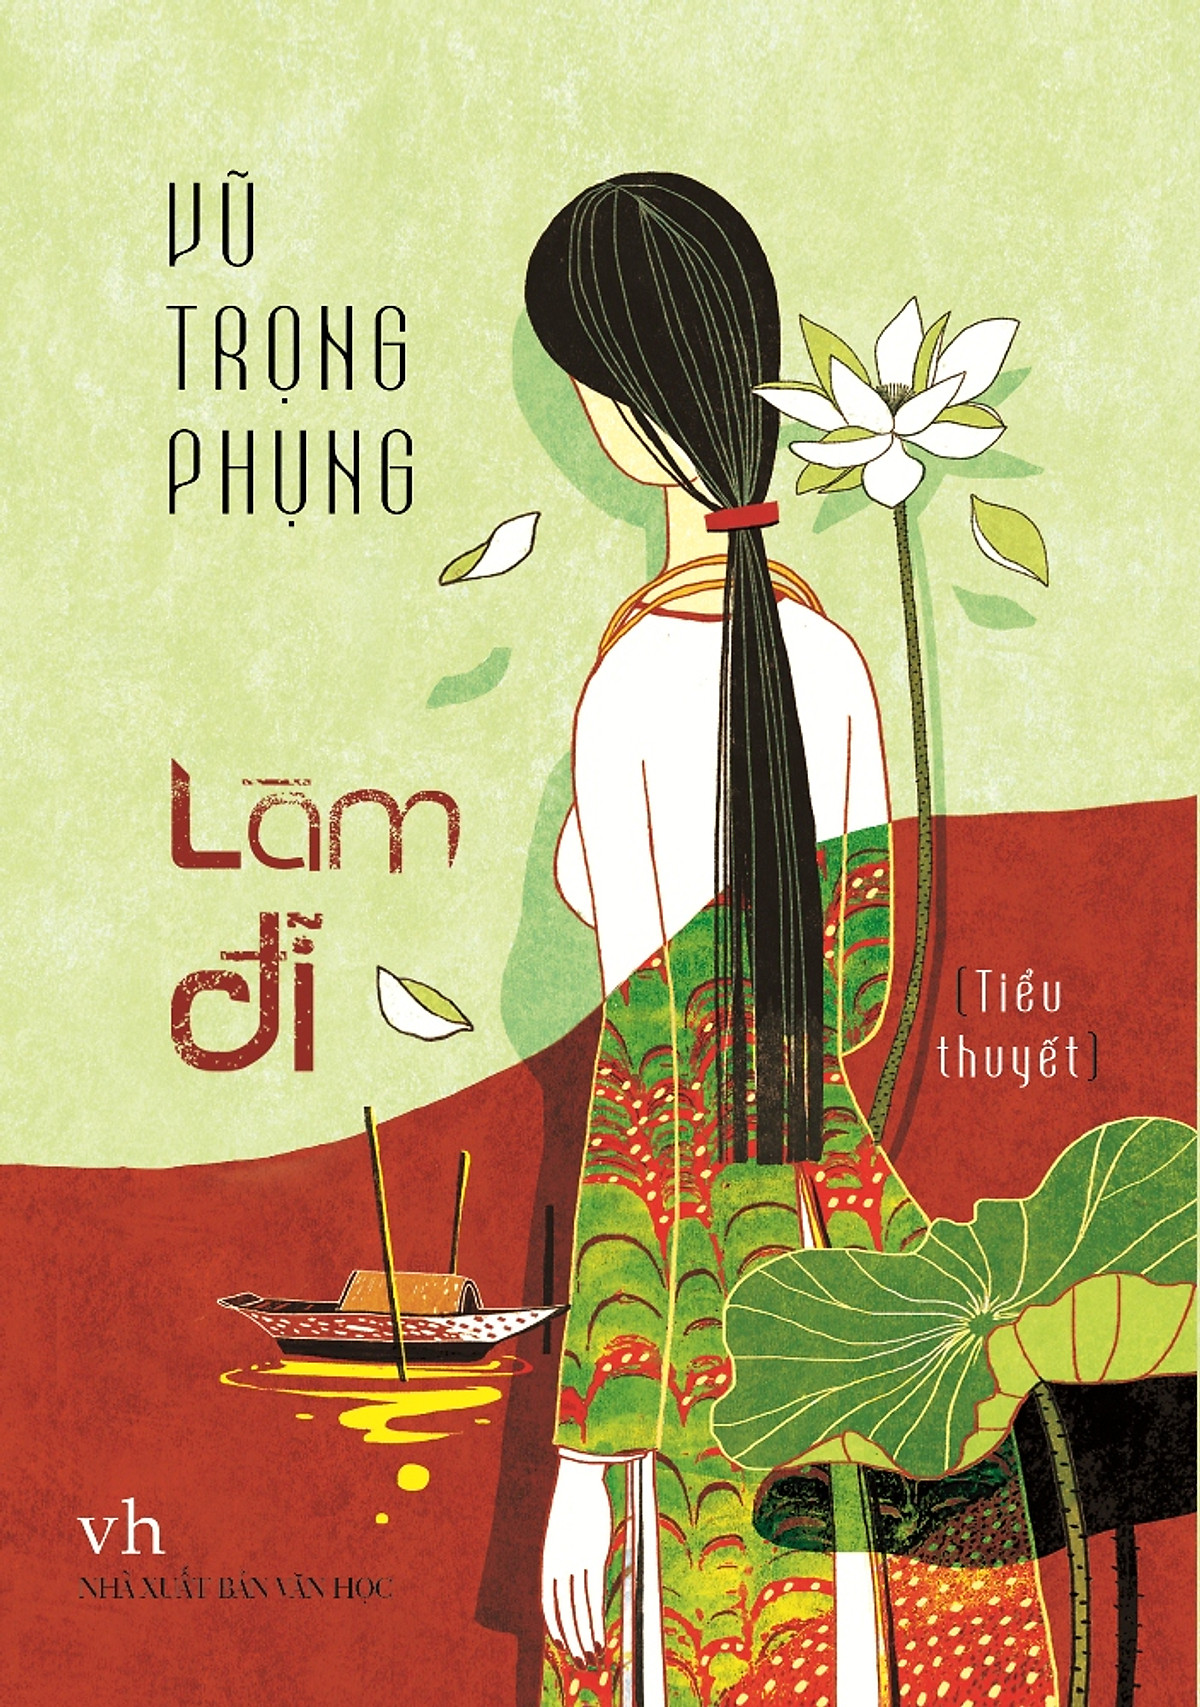 VŨ
TRỌNG
PHỤNG
Làm
đĩ
(Tiểu
thuyết)
vh
NHÀ XUẤT BẢN VĂN HỌC